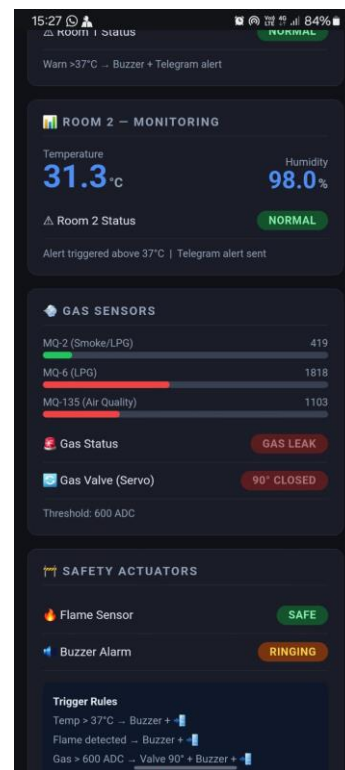 15:27 84%
⚠ Room 1 Status NORMAL
Warn >37°C → Buzzer + Telegram alert
ROOM 2 — MONITORING
Temperature Humidity
31.3°C 98.0%
⚠ Room 2 Status NORMAL
Alert triggered above 37°C | Telegram alert sent
GAS SENSORS
MQ-2 (Smoke/LPG) 419
MQ-6 (LPG) 1818
MQ-135 (Air Quality) 1103
Gas Status GAS LEAK
Gas Valve (Servo) 90° CLOSED
Threshold: 600 ADC
SAFETY ACTUATORS
Flame Sensor SAFE
Buzzer Alarm RINGING
Trigger Rules
Temp > 37°C → Buzzer +
Flame detected → Buzzer +
Gas > 600 ADC → Valve 90° + Buzzer +